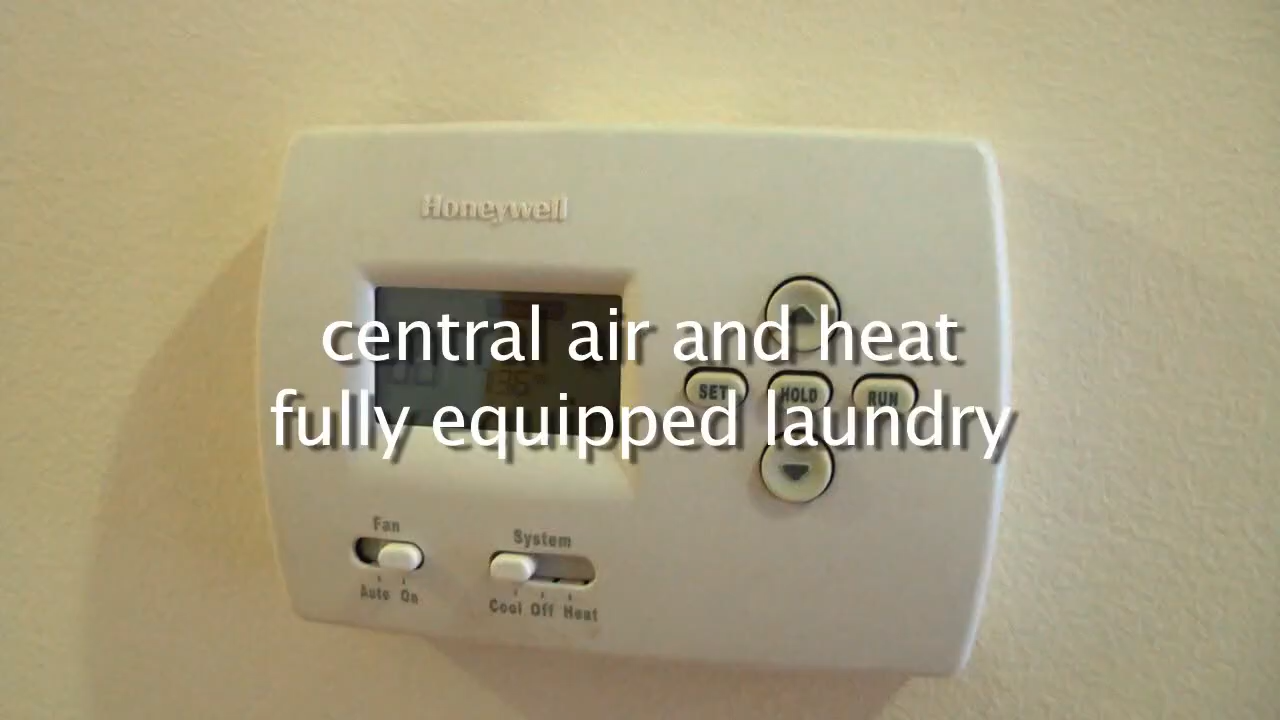 Honeywell
central air and heat
SET HOLD RUN
fully equipped laundry
Fan
System
Auto On
Cool Off Heat